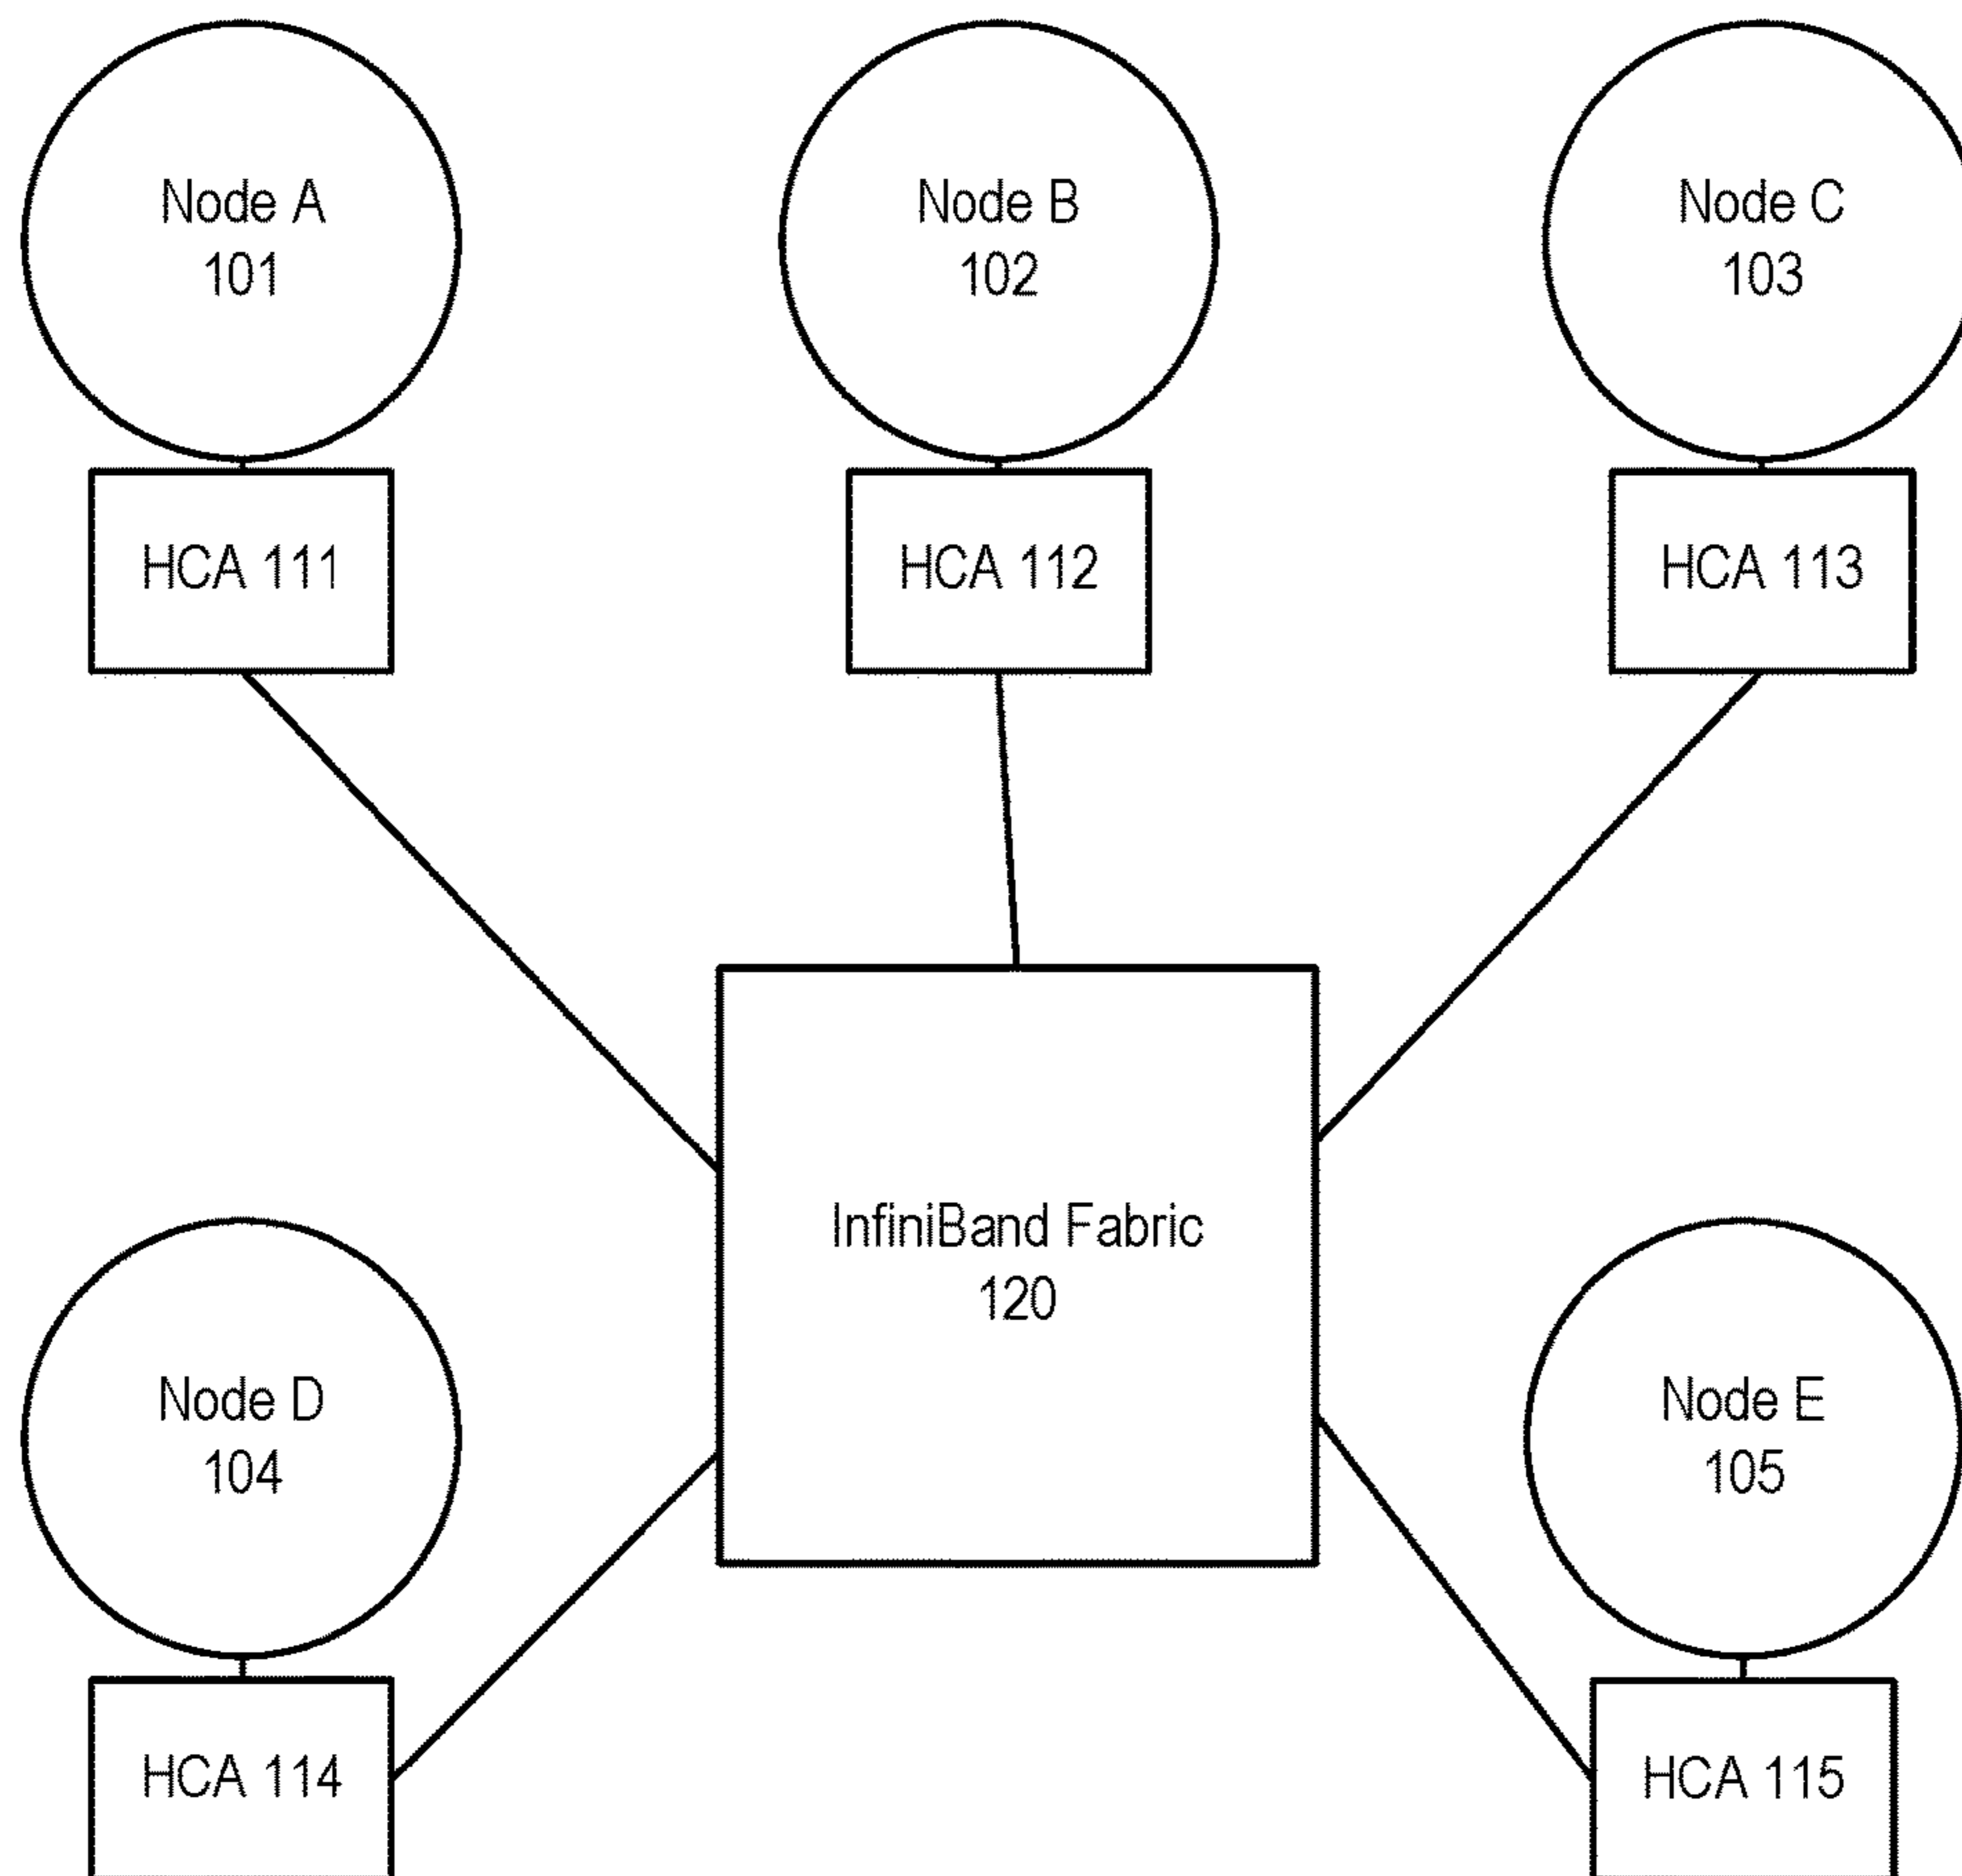 Node A
101
Node B
102
Node C
103
HCA 111
HCA 112
HCA 113
InfiniBand Fabric
120
Node D
104
Node E
105
HCA 114
HCA 115